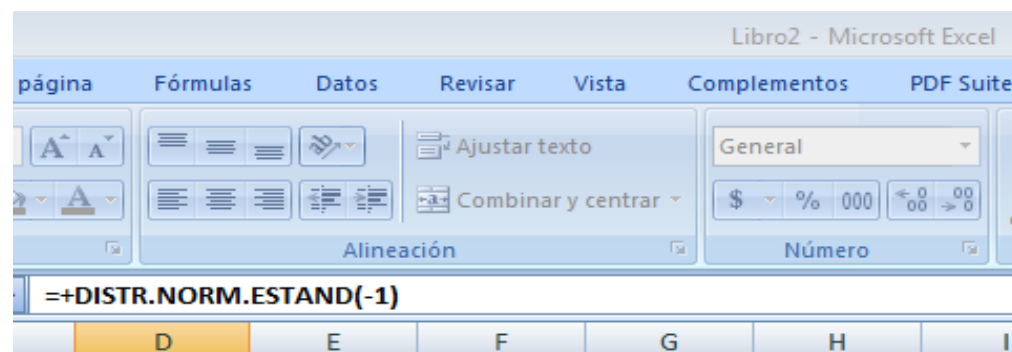 Libro2 - Microsoft Excel
página Fórmulas Datos Revisar Vista Complementos PDF Suite
A A Ajustar texto General
A Combinar y centrar $ % 000
Alineación Número
=+DISTR.NORM.ESTAND(-1)
D E F G H I